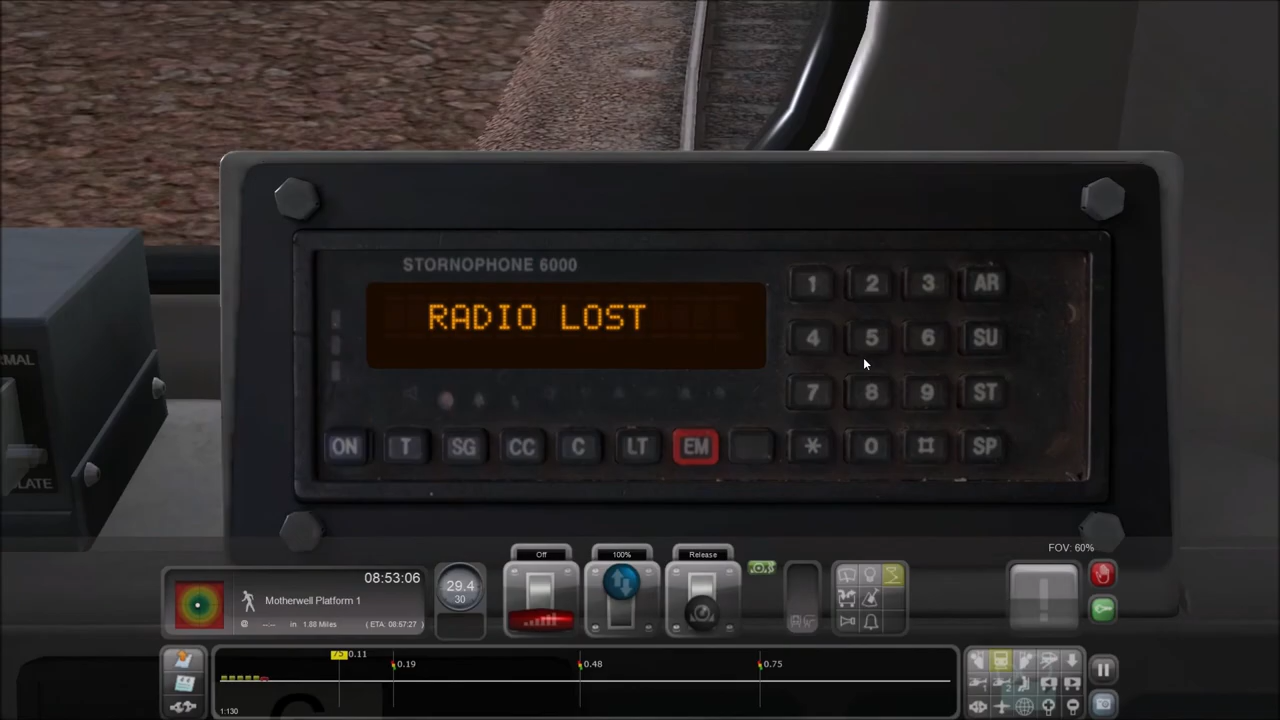 STORNOPHONE 6000
RADIO LOST
1 2 3 AR
4 5 6 SU
7 8 9 ST
ON T SG CC C LT EM * 0 # SP
FOV: 60%
Off
100%
Release
08:53:06
Motherwell Platform 1
@ --:-- in 1.88 Miles ( ETA: 08:57:27 )
29.4
30
75 0.11
0.19
0.48
0.75
1:130